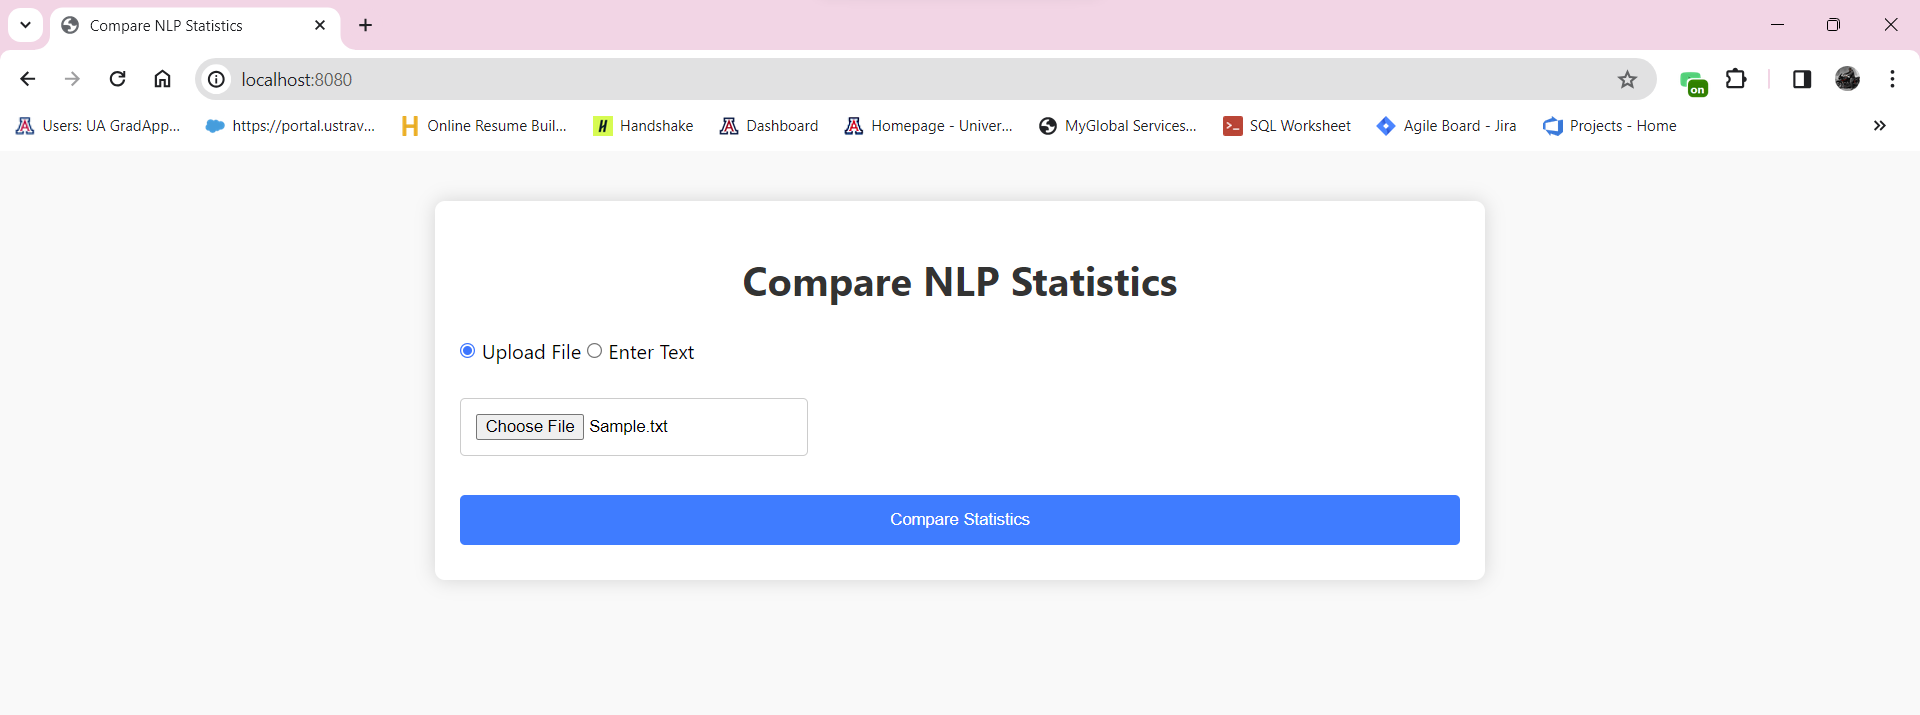 Compare NLP Statistics
localhost:8080
on
Users: UA GradApp... https://portal.ustrav... Online Resume Buil... Handshake Dashboard Homepage - Univer... MyGlobal Services... SQL Worksheet Agile Board - Jira Projects - Home
Compare NLP Statistics
Upload File Enter Text
Choose File Sample.txt
Compare Statistics